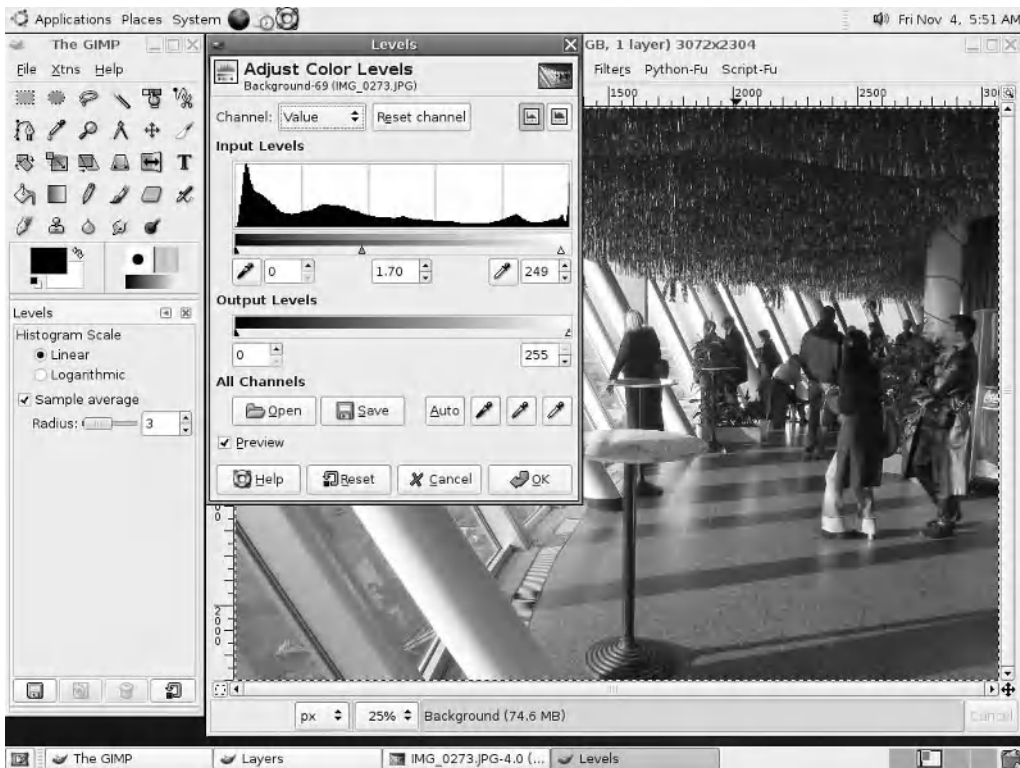 Applications Places System
Fri Nov 4, 5:51 AM
The GIMP
File Xtns Help
Levels
GB, 1 layer) 3072x2304
Filters Python-Fu Script-Fu
Adjust Color Levels
Background-69 (IMG_0273.JPG)
Channel: Value Reset channel
Input Levels
0 1.70 249
Output Levels
0 255
All Channels
Open Save Auto
Preview
Help Reset Cancel OK
1500 2000 2500
Levels
Histogram Scale
Linear
Logarithmic
Sample average
Radius: 3
2000
px 25% Background (74.6 MB) Cancel
The GIMP Layers IMG_0273.JPG-4.0 (... Levels